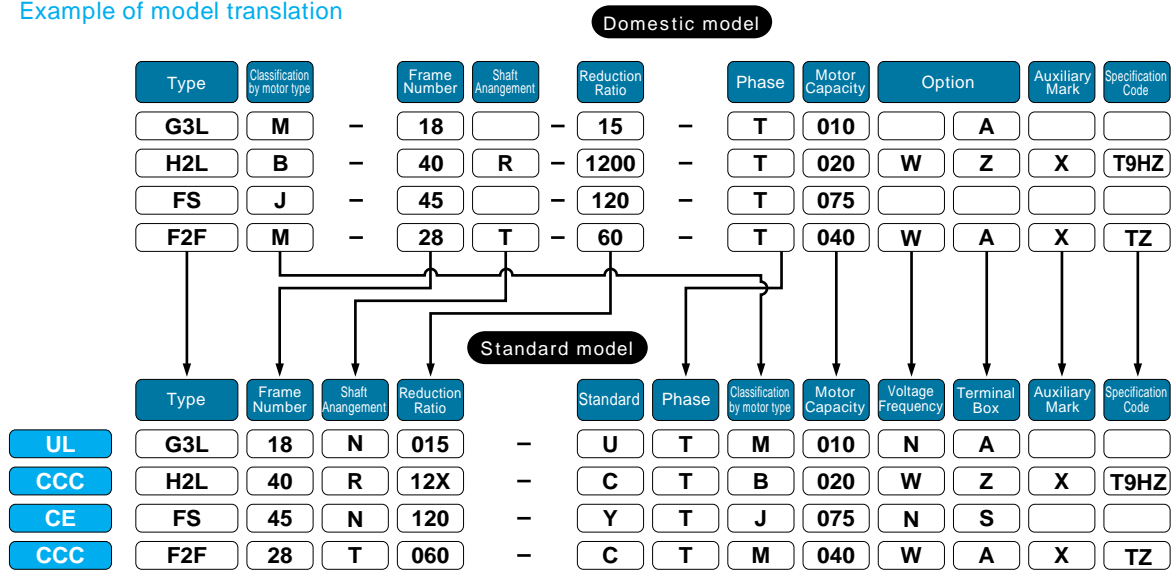 Example of model translation
Domestic model
Type Classification by motor type Frame Number Shaft Anangement Reduction Ratio Phase Motor Capacity Option Auxiliary Mark Specification Code
G3L M – 18 – 15 – T 010 A
H2L B – 40 R – 1200 – T 020 W Z X T9HZ
FS J – 45 – 120 – T 075
F2F M – 28 T – 60 – T 040 W A X TZ
Standard model
Type Frame Number Shaft Anangement Reduction Ratio Standard Phase Classification by motor type Motor Capacity Voltage Frequency Terminal Box Auxiliary Mark Specification Code
UL G3L 18 N 015 – U T M 010 N A
CCC H2L 40 R 12X – C T B 020 W Z X T9HZ
CE FS 45 N 120 – Y T J 075 N S
CCC F2F 28 T 060 – C T M 040 W A X TZ